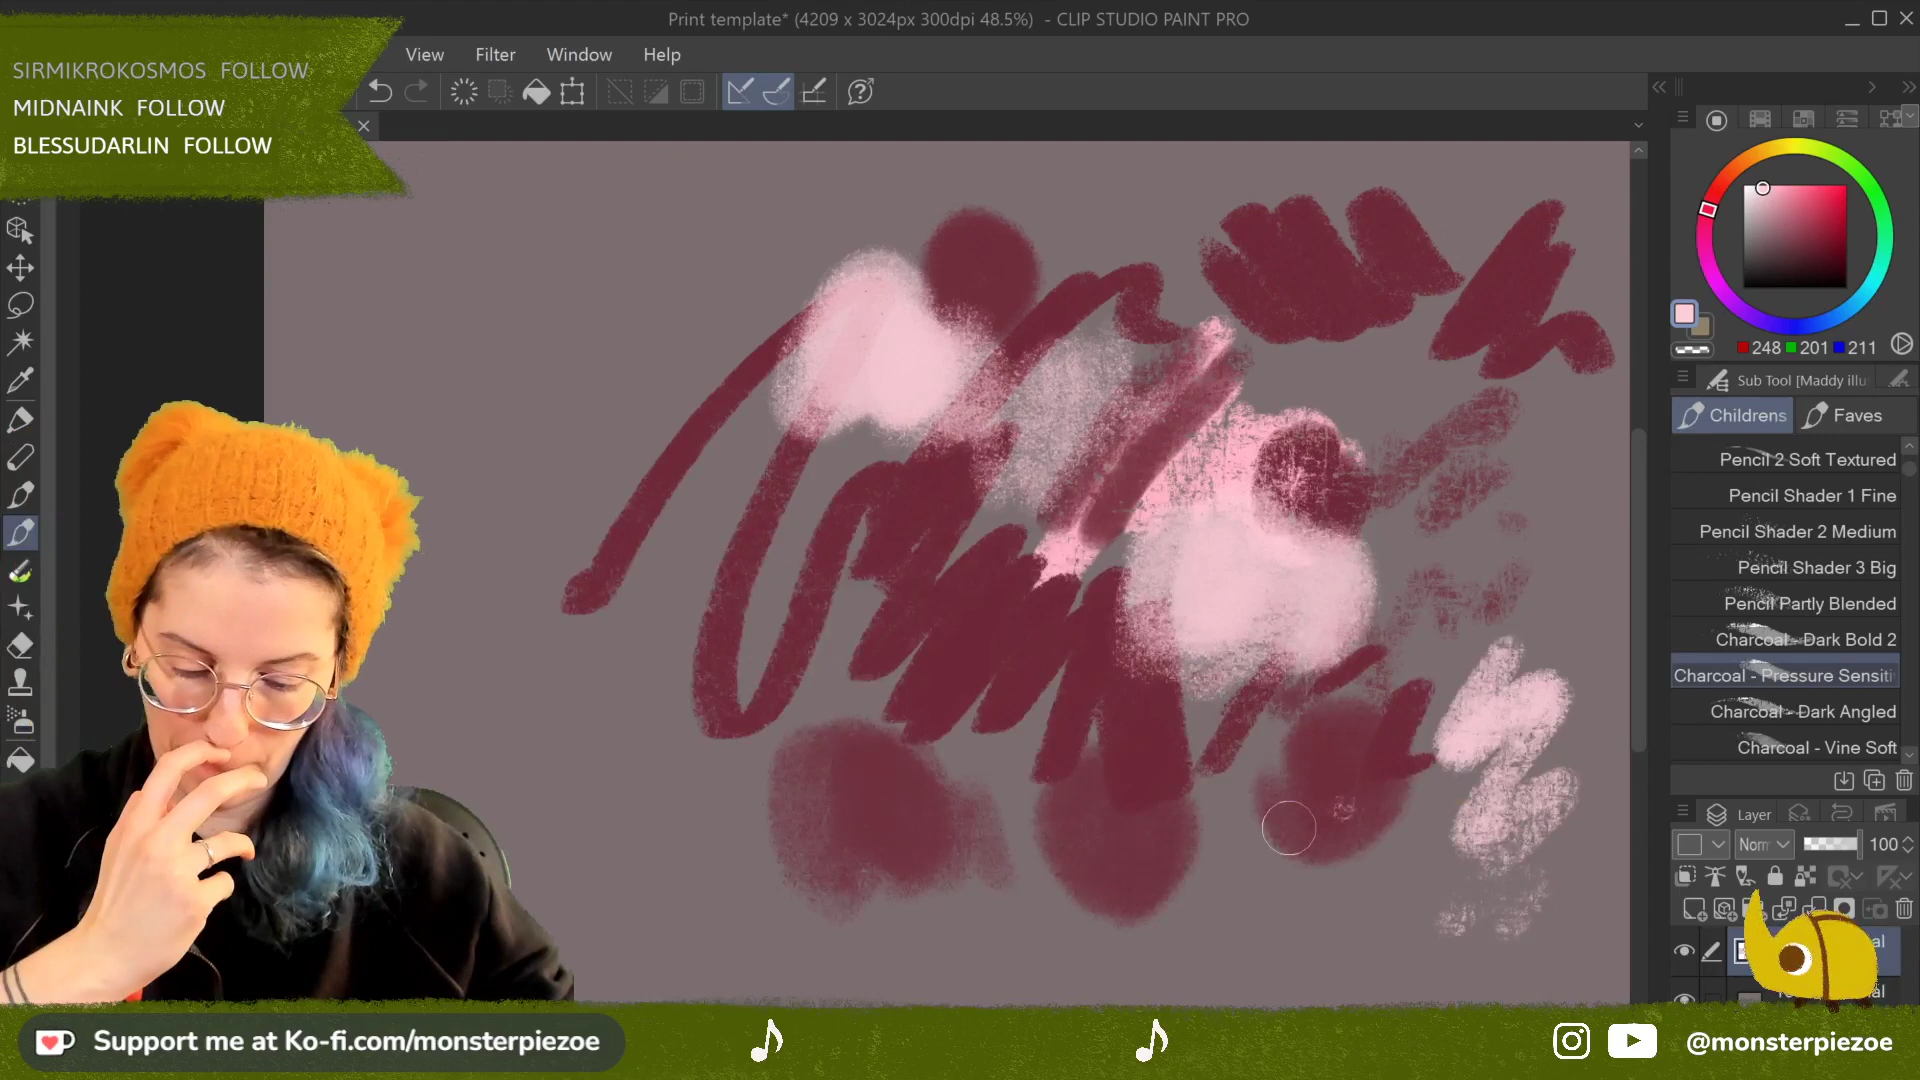 Print template* (4209 x 3024px 300dpi 48.5%) - CLIP STUDIO PAINT PRO
SIRMIKROKOSMOS FOLLOW
MIDNAINK FOLLOW
BLESSUDARLIN FOLLOW
View Filter Window Help
248 201 211
Sub Tool [Maddy illu
Childrens Faves
Pencil 2 Soft Textured
Pencil Shader 1 Fine
Pencil Shader 2 Medium
Pencil Shader 3 Big
Pencil Partly Blended
Charcoal - Dark Bold 2
Charcoal - Pressure Sensiti
Charcoal - Dark Angled
Charcoal - Vine Soft
Layer
Norr 100
al
al
Support me at Ko-fi.com/monsterpiezoe
@monsterpiezoe